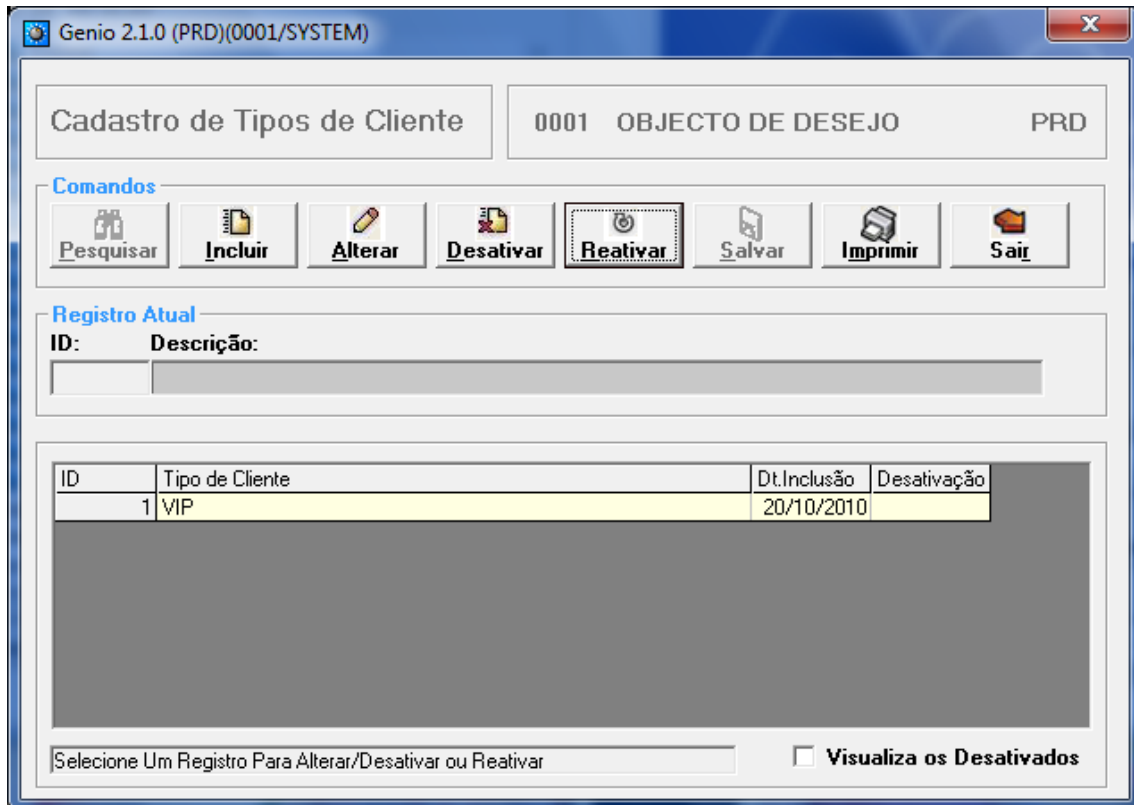 Genio 2.1.0 (PRD)(0001/SYSTEM)
Cadastro de Tipos de Cliente
0001 OBJECTO DE DESEJO PRD
Comandos
Pesquisar Incluir Alterar Desativar Reativar Salvar Imprimir Sair
Registro Atual
ID: Descrição:
ID Tipo de Cliente Dt.Inclusão Desativação
1 VIP 20/10/2010
Selecione Um Registro Para Alterar/Desativar ou Reativar
Visualiza os Desativados